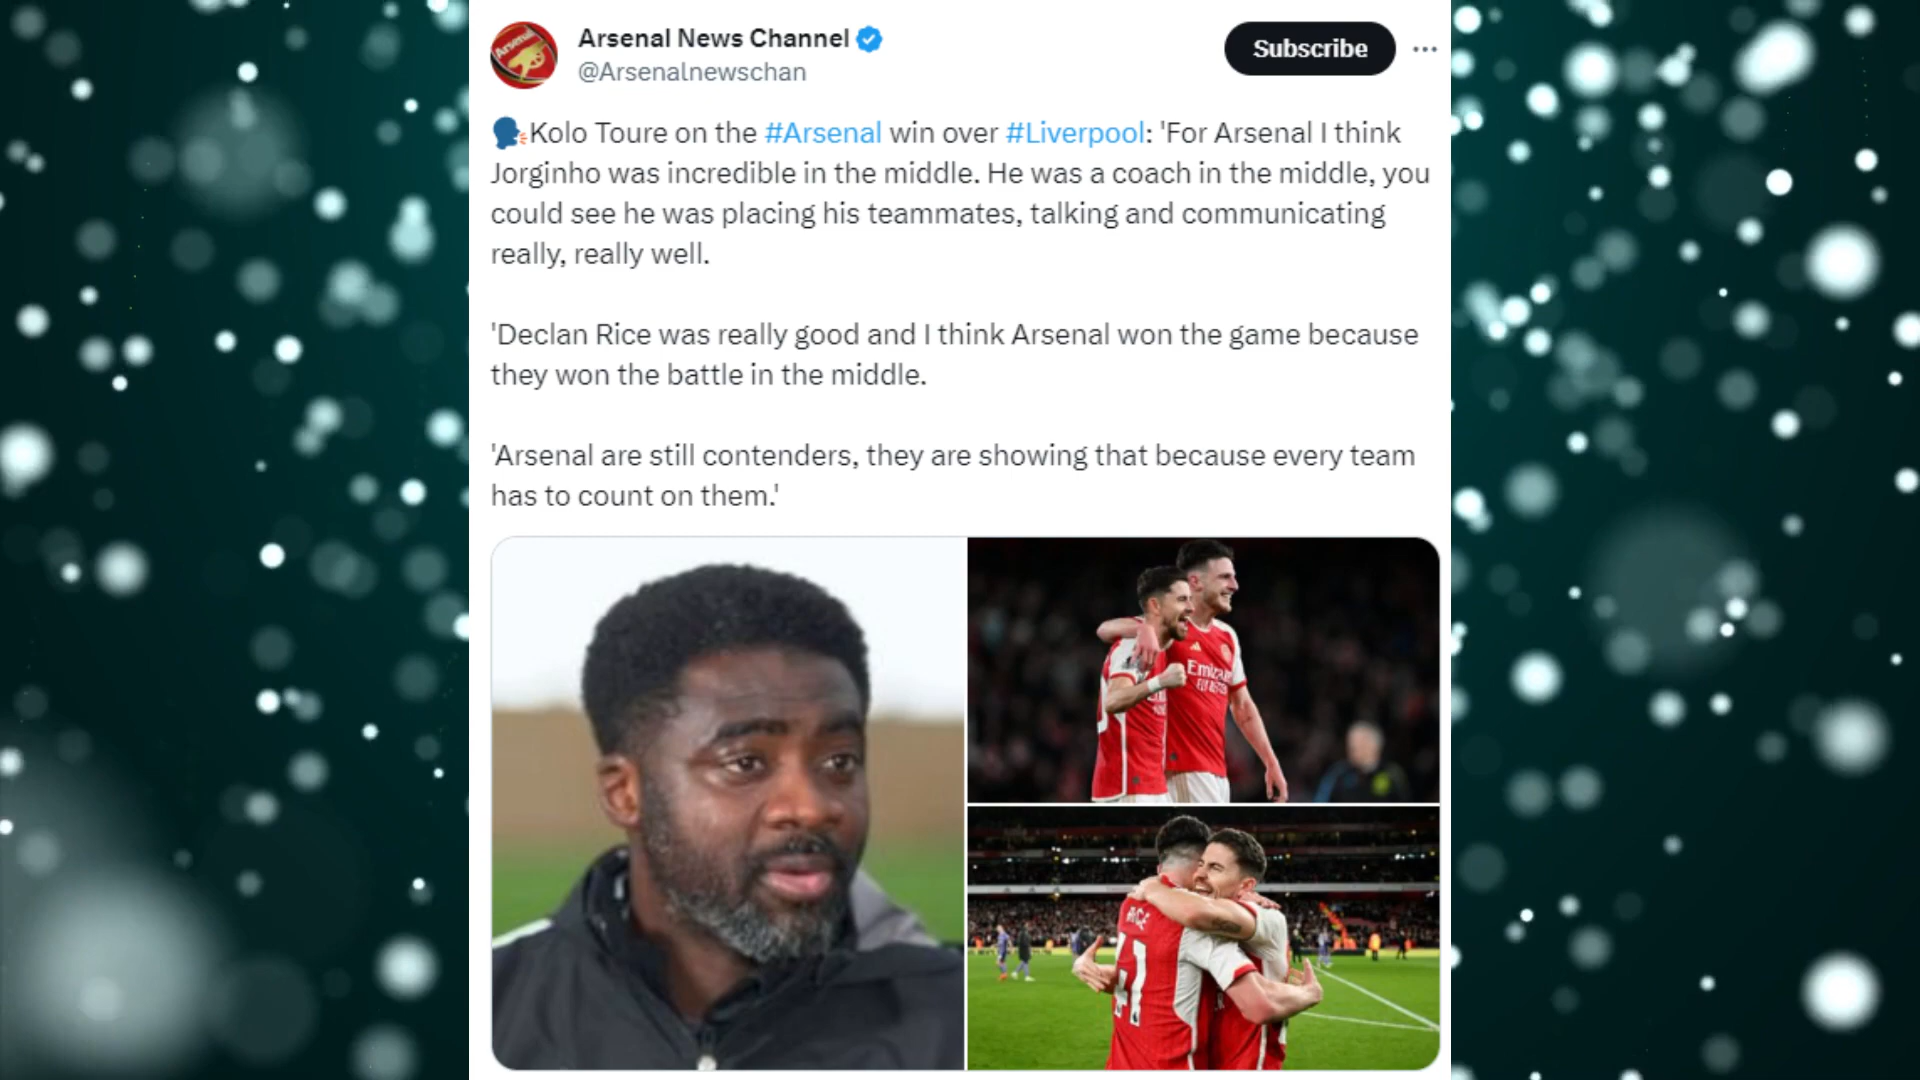 Arsenal News Channel
Subscribe
@Arsenalnewschan
Kolo Toure on the #Arsenal win over #Liverpool: 'For Arsenal I think
Jorginho was incredible in the middle. He was a coach in the middle, you
could see he was placing his teammates, talking and communicating
really, really well.
'Declan Rice was really good and I think Arsenal won the game because
they won the battle in the middle.
'Arsenal are still contenders, they are showing that because every team
has to count on them.'
Arsenal
RICE
41